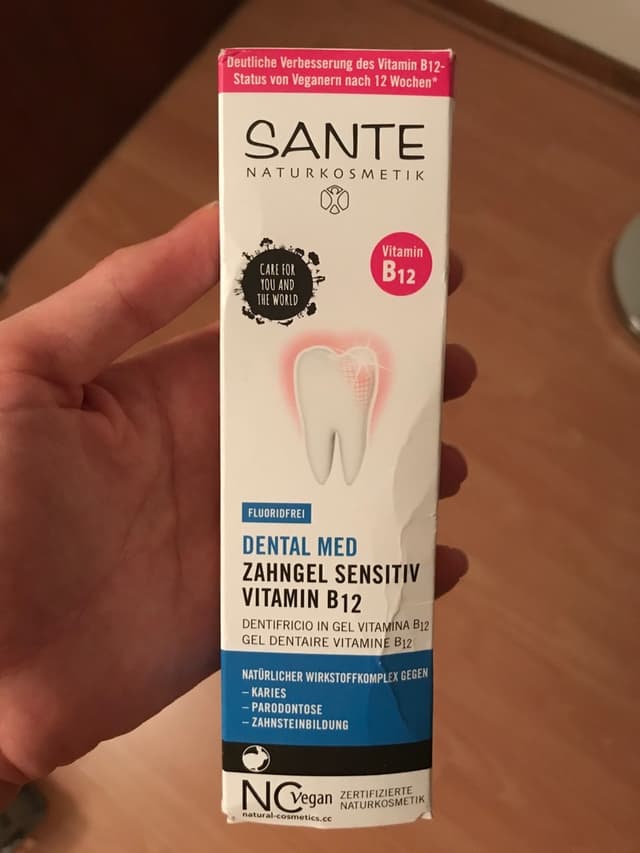 Deutliche Verbesserung des Vitamin B12-
Status von Veganern nach 12 Wochen*
SANTE
NATURKOSMETIK
CARE FOR
YOU AND
THE WORLD
Vitamin
B12
FLUORIDFREI
DENTAL MED
ZAHNGEL SENSITIV
VITAMIN B12
DENTIFRICIO IN GEL VITAMINA B12
GEL DENTAIRE VITAMINE B12
NATÜRLICHER WIRKSTOFFKOMPLEX GEGEN
– KARIES
– PARODONTOSE
– ZAHNSTEINBILDUNG
NCVegan
natural-cosmetics.cc
ZERTIFIZIERTE
NATURKOSMETIK